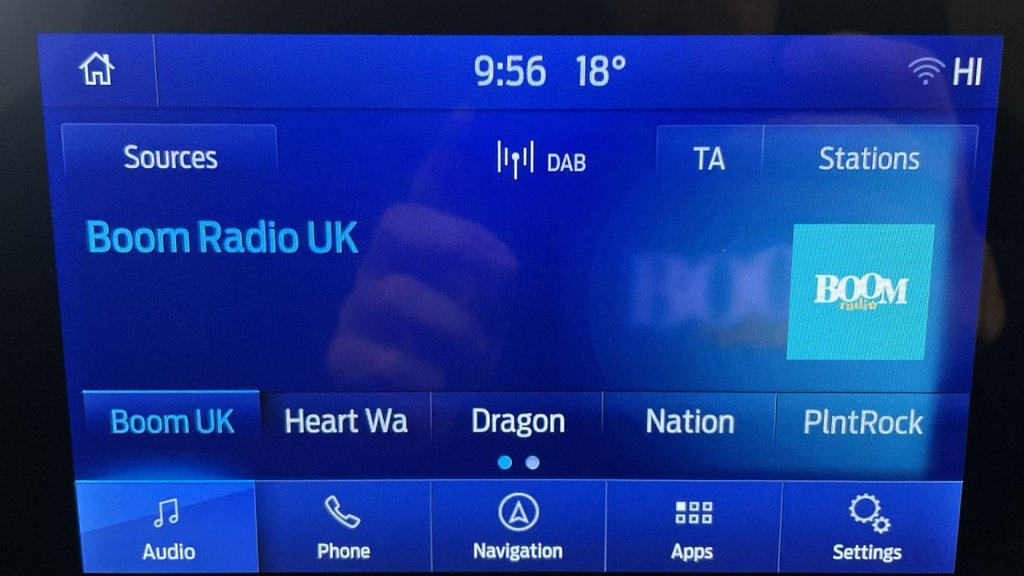 9:56 18° HI
Sources DAB TA Stations
Boom Radio UK
BOOM
radio
Boom UK Heart Wa Dragon Nation PlntRock
Audio Phone Navigation Apps Settings